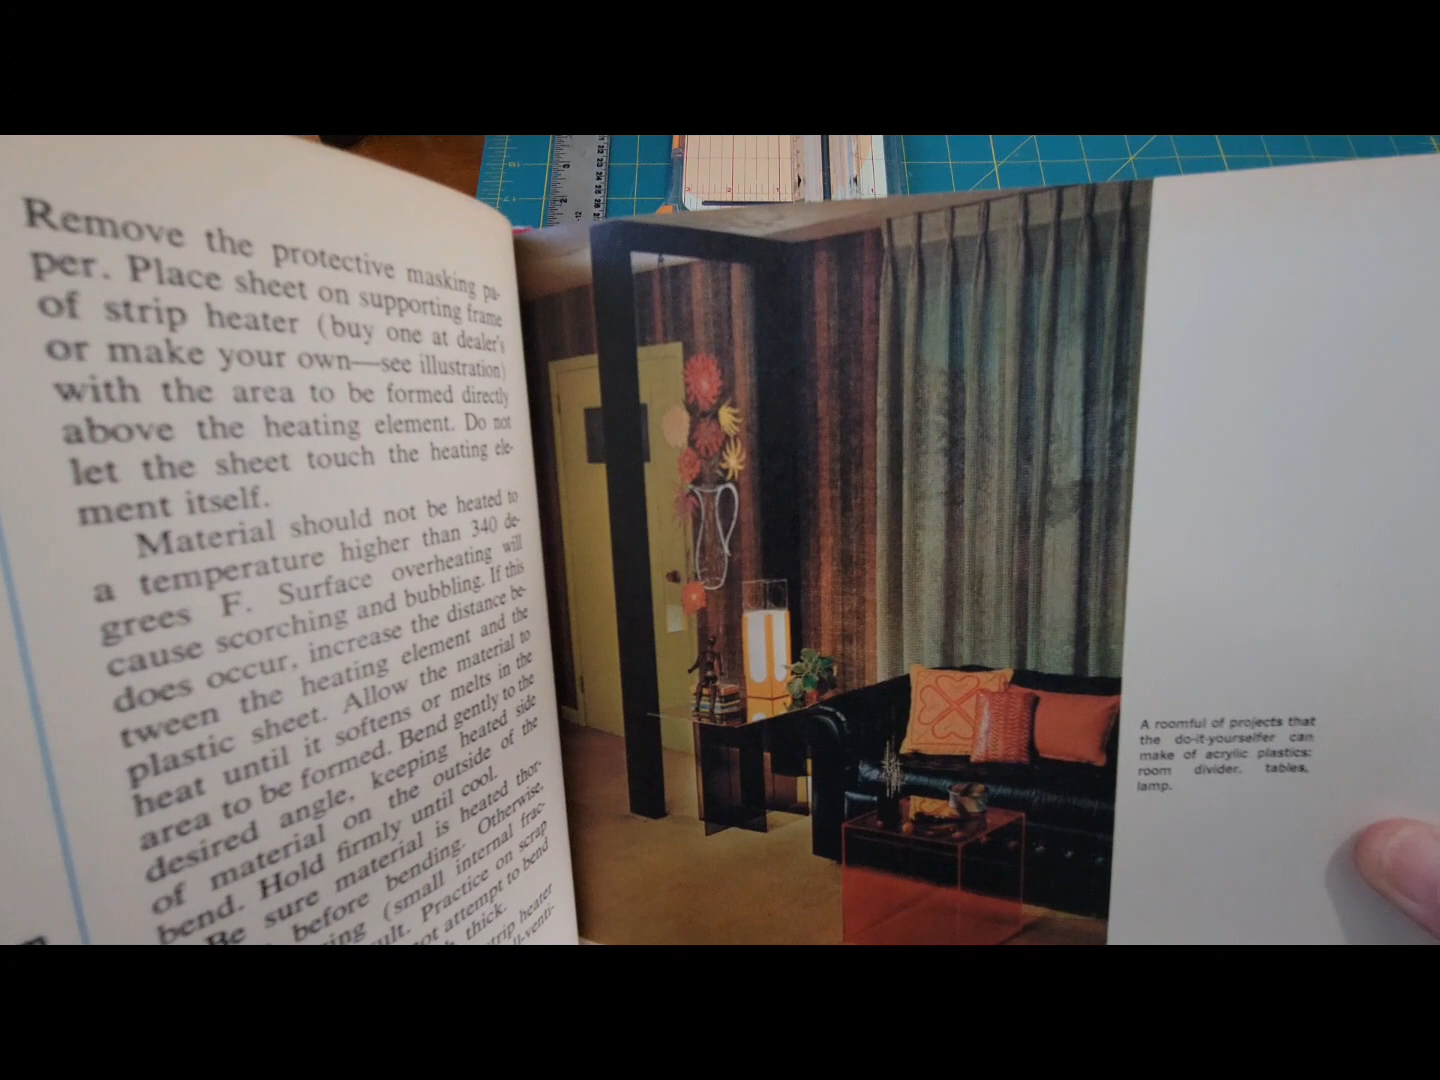 Remove the protective masking pa-
per. Place sheet on supporting frame
of strip heater (buy one at dealer's
or make your own—see illustration)
with the area to be formed directly
above the heating element. Do not
let the sheet touch the heating ele-
ment itself.
Material should not be heated to
a temperature higher than 340 de-
grees F. Surface overheating will
cause scorching and bubbling. If this
does occur, increase the distance be-
tween the heating element and the
plastic sheet. Allow the material to
heat until it softens or melts in the
area to be formed. Bend gently to the
desired angle, keeping heated side
of material on the outside of the
bend. Hold firmly until cool.
Be sure material is heated thor-
before bending. Otherwise,
(small internal frac-
Practice on scrap
attempt to bend
thick.
strip heater
A roomful of projects that
the do-it-yourselfer can
make of acrylic plastics:
room divider, tables,
lamp.